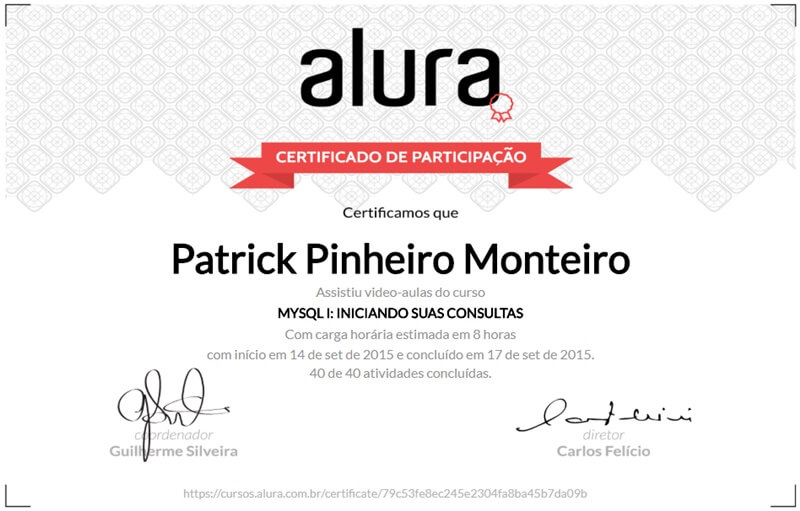 alura
CERTIFICADO DE PARTICIPAÇÃO
Certificamos que
Patrick Pinheiro Monteiro
Assistiu video-aulas do curso
MYSQL I: INICIANDO SUAS CONSULTAS
Com carga horária estimada em 8 horas
com início em 14 de set de 2015 e concluído em 17 de set de 2015.
40 de 40 atividades concluídas.
coordenador
Guilherme Silveira
diretor
Carlos Felício
https://cursos.alura.com.br/certificate/79c53fe8ec245e2304fa8ba45b7da09b